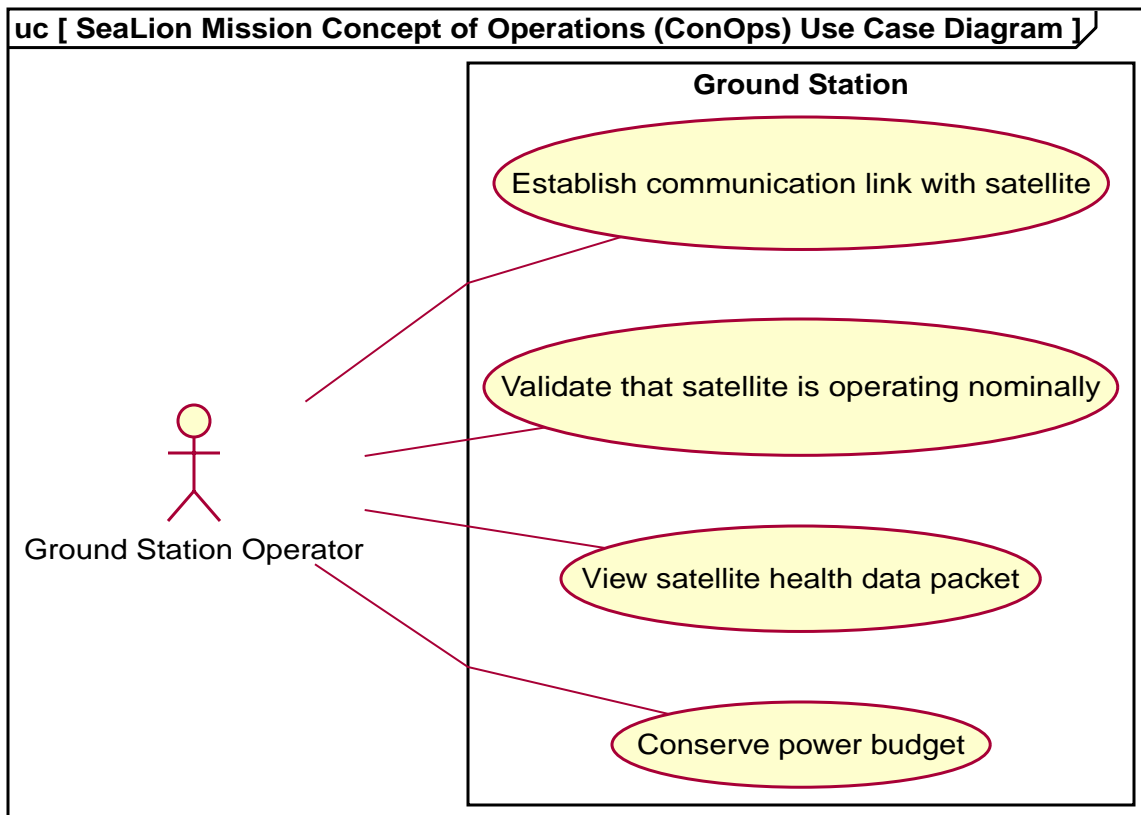 uc [ SeaLion Mission Concept of Operations (ConOps) Use Case Diagram ]
Ground Station
Establish communication link with satellite
Validate that satellite is operating nominally
Ground Station Operator
View satellite health data packet
Conserve power budget